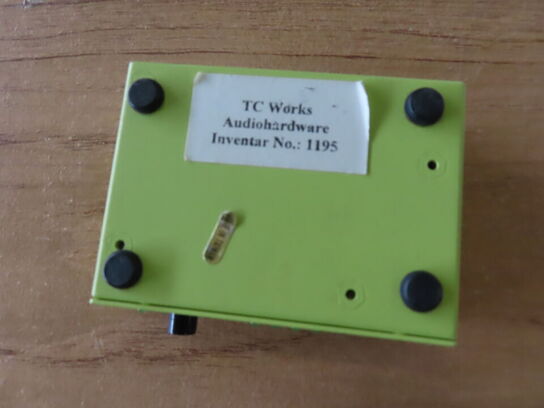 TC Works
Audiohardware
Inventar No.: 1195